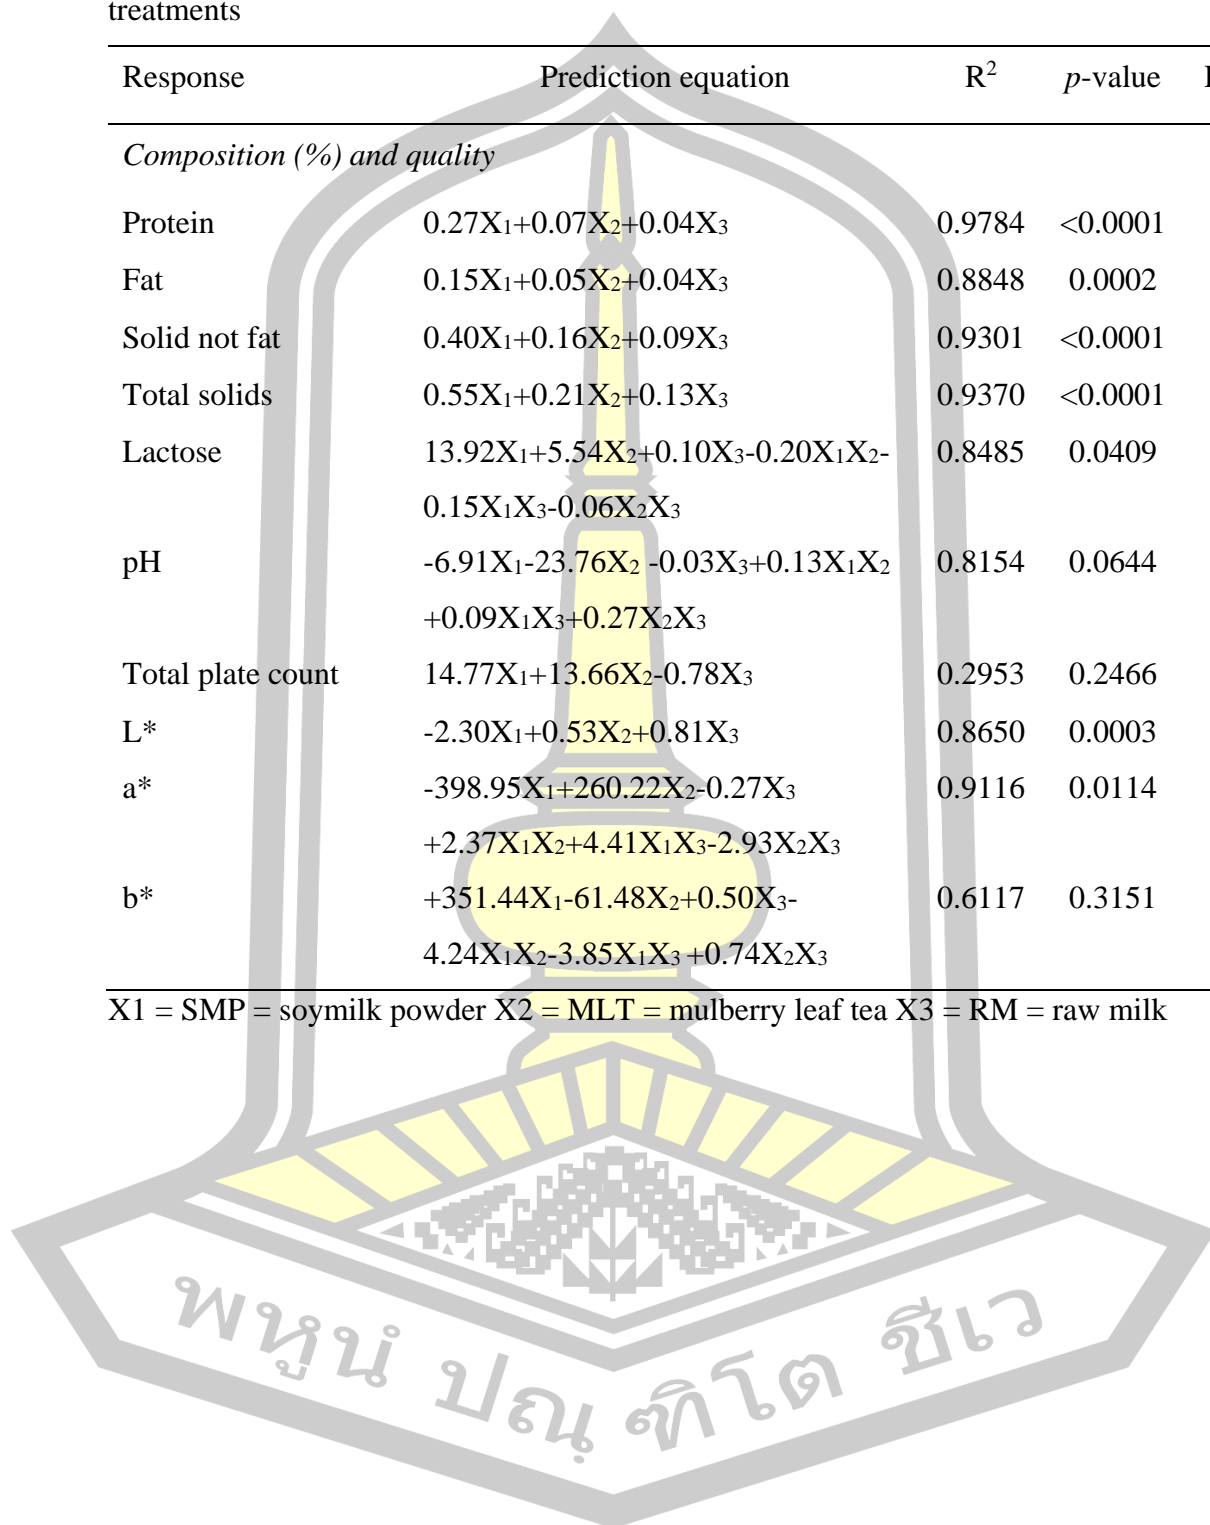 treatments
Response Prediction equation R² p-value
Composition (%) and quality
Protein 0.27X₁+0.07X₂+0.04X₃ 0.9784 <0.0001
Fat 0.15X₁+0.05X₂+0.04X₃ 0.8848 0.0002
Solid not fat 0.40X₁+0.16X₂+0.09X₃ 0.9301 <0.0001
Total solids 0.55X₁+0.21X₂+0.13X₃ 0.9370 <0.0001
Lactose 13.92X₁+5.54X₂+0.10X₃-0.20X₁X₂- 0.8485 0.0409
0.15X₁X₃-0.06X₂X₃
pH -6.91X₁-23.76X₂ -0.03X₃+0.13X₁X₂ 0.8154 0.0644
+0.09X₁X₃+0.27X₂X₃
Total plate count 14.77X₁+13.66X₂-0.78X₃ 0.2953 0.2466
L* -2.30X₁+0.53X₂+0.81X₃ 0.8650 0.0003
a* -398.95X₁+260.22X₂-0.27X₃ 0.9116 0.0114
+2.37X₁X₂+4.41X₁X₃-2.93X₂X₃
b* +351.44X₁-61.48X₂+0.50X₃- 0.6117 0.3151
4.24X₁X₂-3.85X₁X₃ +0.74X₂X₃
X1 = SMP = soymilk powder X2 = MLT = mulberry leaf tea X3 = RM = raw milk
พหูนํ ปณฺฑิโต ชีเว